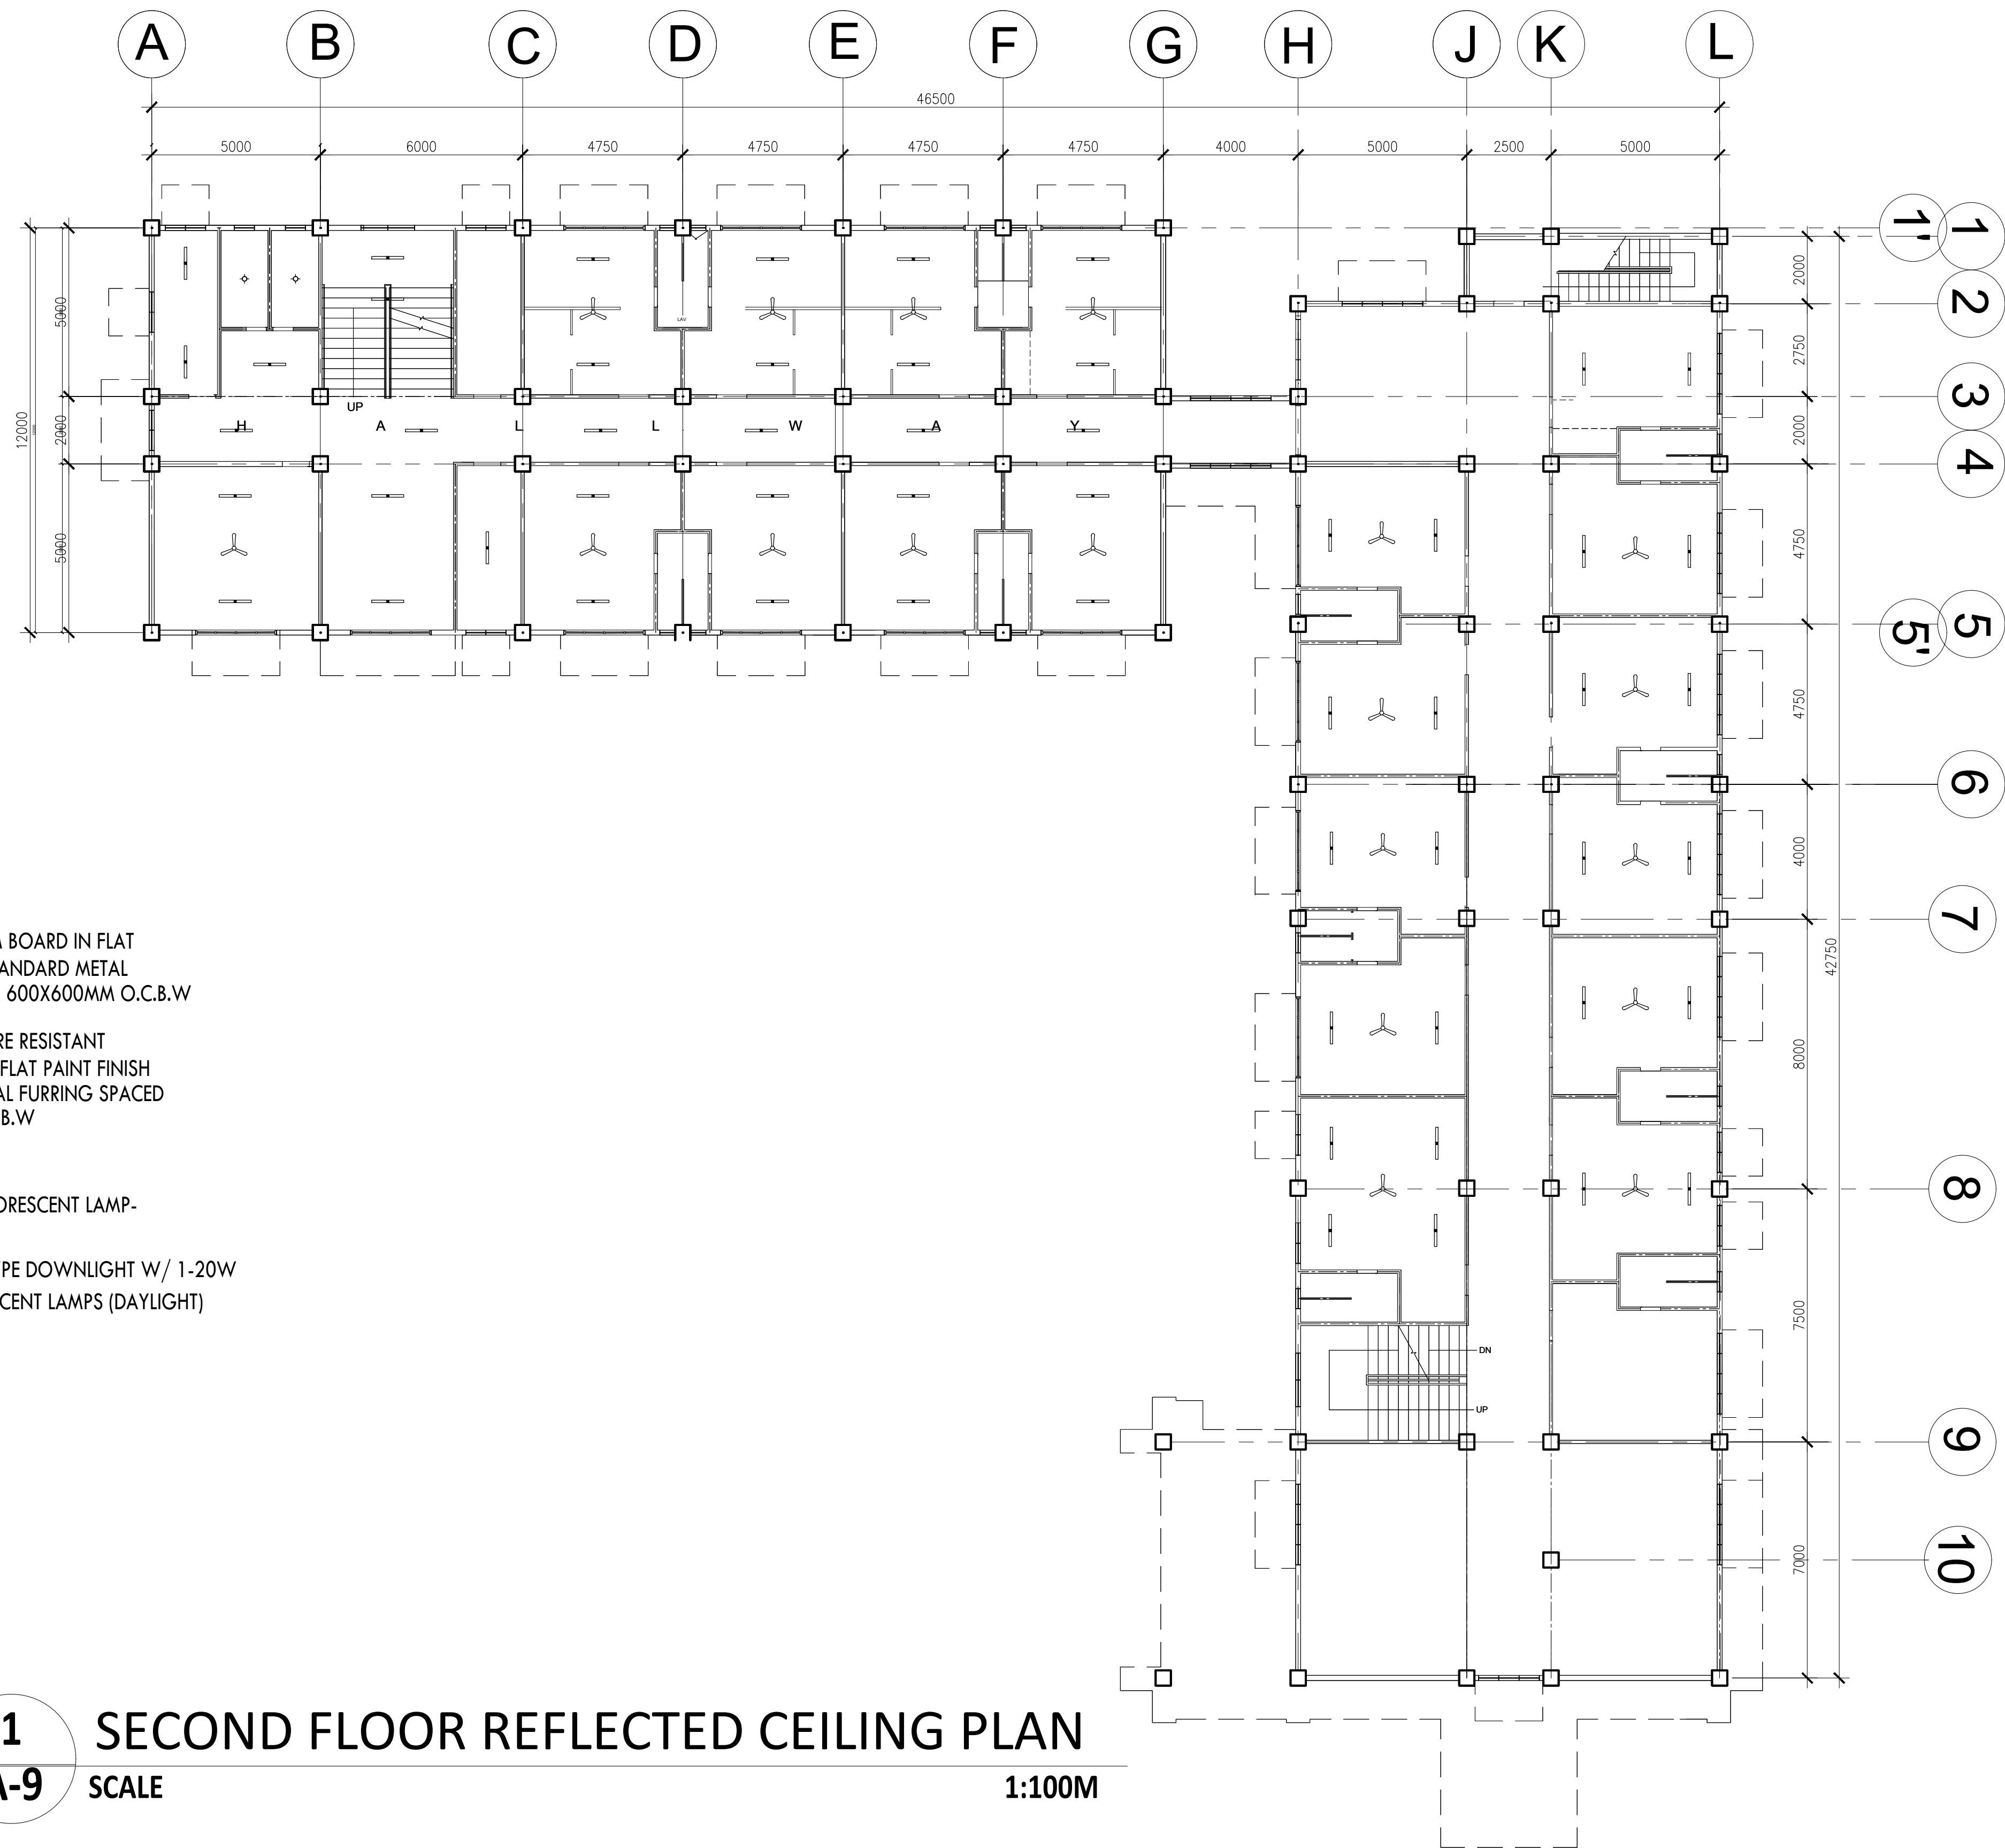 A B C D E F G H J K L
46500
5000 6000 4750 4750 4750 4750 4000 5000 2500 5000
1' 1
2
3
4
5' 5
6
7
8
9
10
2000
2750
2000
4750
4750
4000
8000
7500
7000
42750
12000
5000
2000
5000
LAV
UP
H A L L W A Y
DN
UP
BOARD IN FLAT
ANDARD METAL
600X600MM O.C.B.W
RE RESISTANT
FLAT PAINT FINISH
AL FURRING SPACED
B.W
ORESCENT LAMP-
PE DOWNLIGHT W/ 1-20W
CENT LAMPS (DAYLIGHT)
1
A-9
SECOND FLOOR REFLECTED CEILING PLAN
SCALE 1:100M